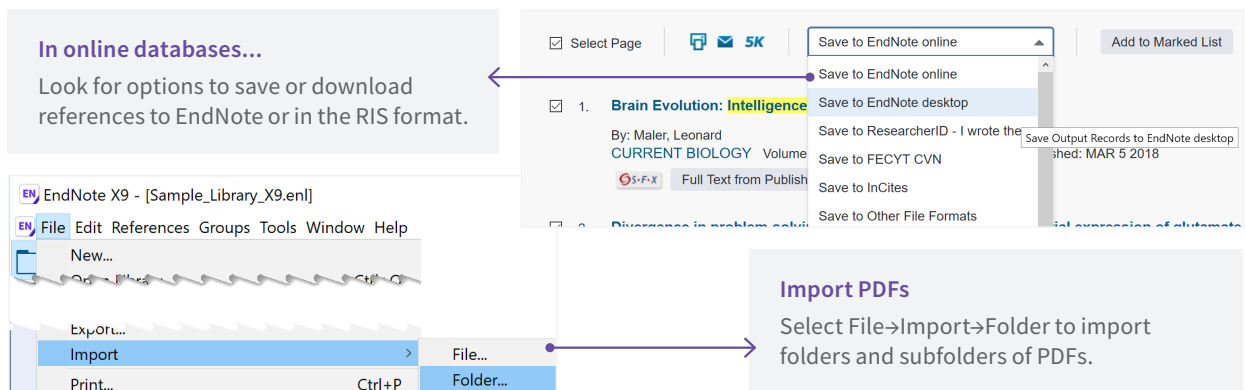 In online databases...
Look for options to save or download
references to EndNote or in the RIS format.
Select Page
5K
Save to EndNote online
Add to Marked List
Save to EndNote online
Save to EndNote desktop
Save to ResearcherID - I wrote the
Save Output Records to EndNote desktop
Save to FECYT CVN
Save to InCites
Save to Other File Formats
1. Brain Evolution: Intelligence
By: Maler, Leonard
CURRENT BIOLOGY Volume
shed: MAR 5 2018
S·F·X Full Text from Publish
EN EndNote X9 - [Sample_Library_X9.enl]
EN File Edit References Groups Tools Window Help
New...
Export...
Import >
Print... Ctrl+P
File...
Folder...
Import PDFs
Select File→Import→Folder to import
folders and subfolders of PDFs.